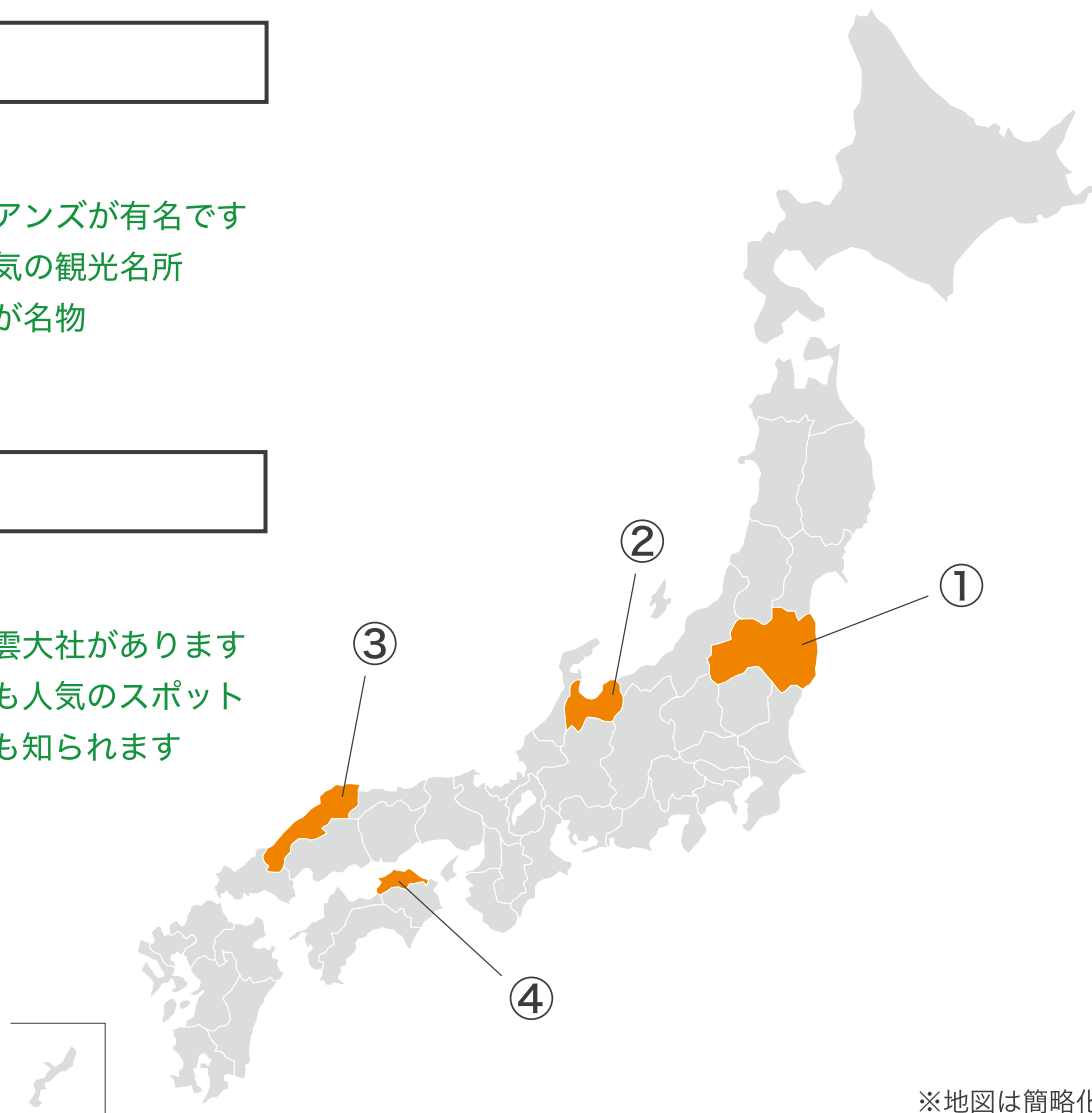 アンズが有名です
気の観光名所
が名物
雲大社があります
も人気のスポット
も知られます
①
②
③
④
※地図は簡略化